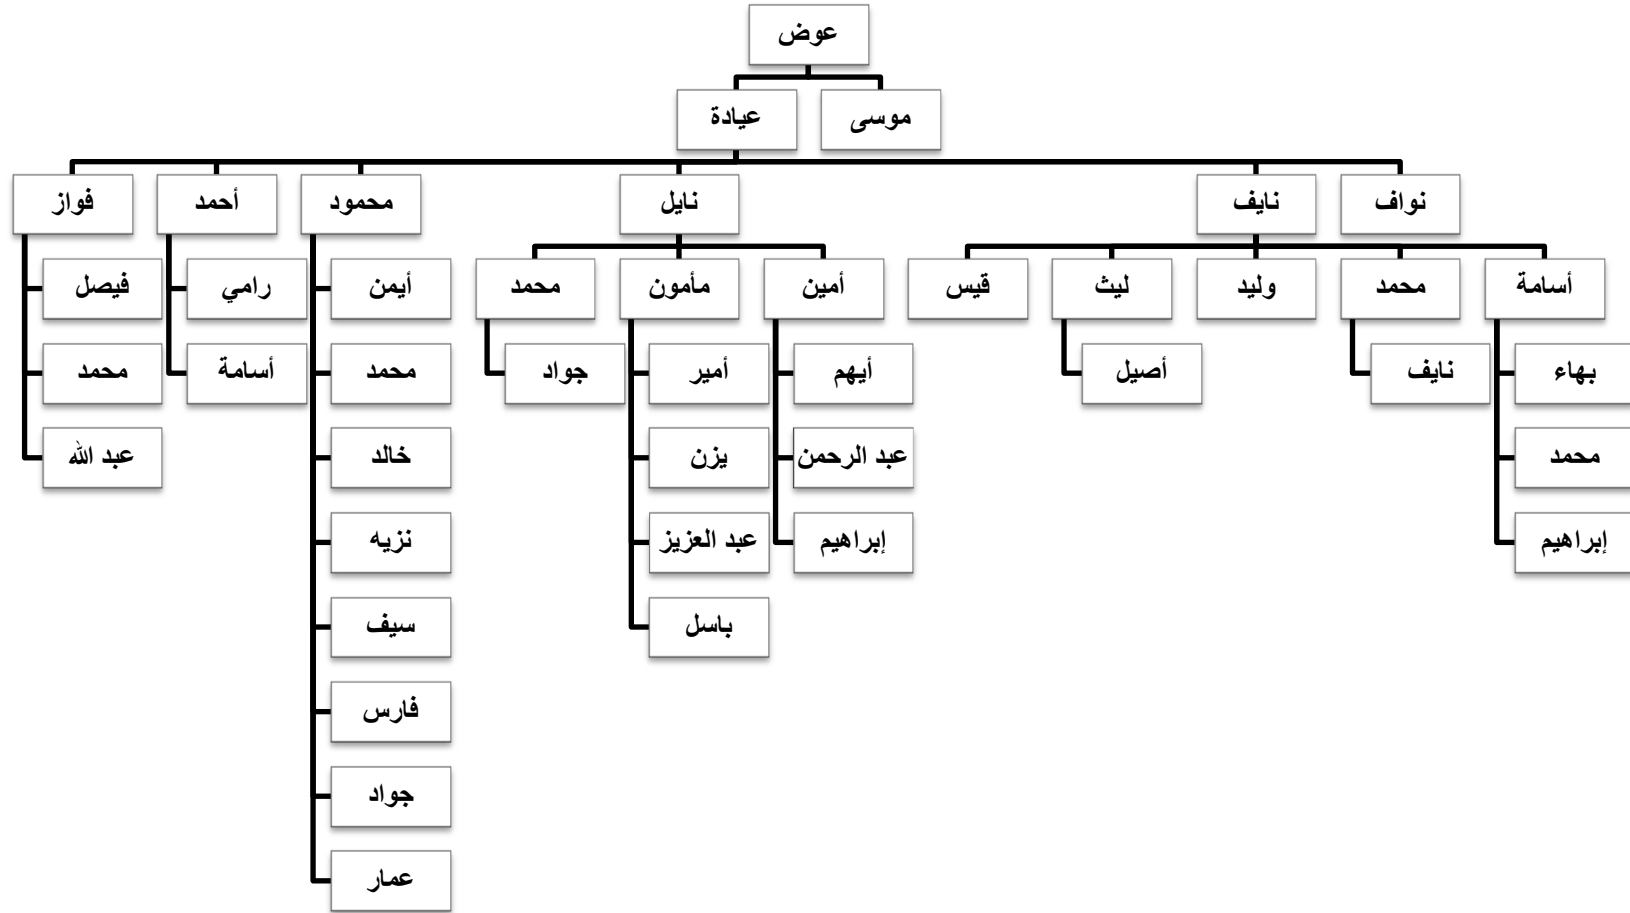 عوض
موسى
عيادة
نواف
نايف
نايل
محمود
أحمد
فواز
أسامة
محمد
وليد
ليث
قيس
أمين
مأمون
محمد
أيمن
رامي
فيصل
بهاء
نايف
أصيل
أيهم
أمير
جواد
محمد
أسامة
محمد
محمد
عبد الرحمن
يزن
خالد
عبد الله
إبراهيم
إبراهيم
عبد العزيز
نزيه
باسل
سيف
فارس
جواد
عمار